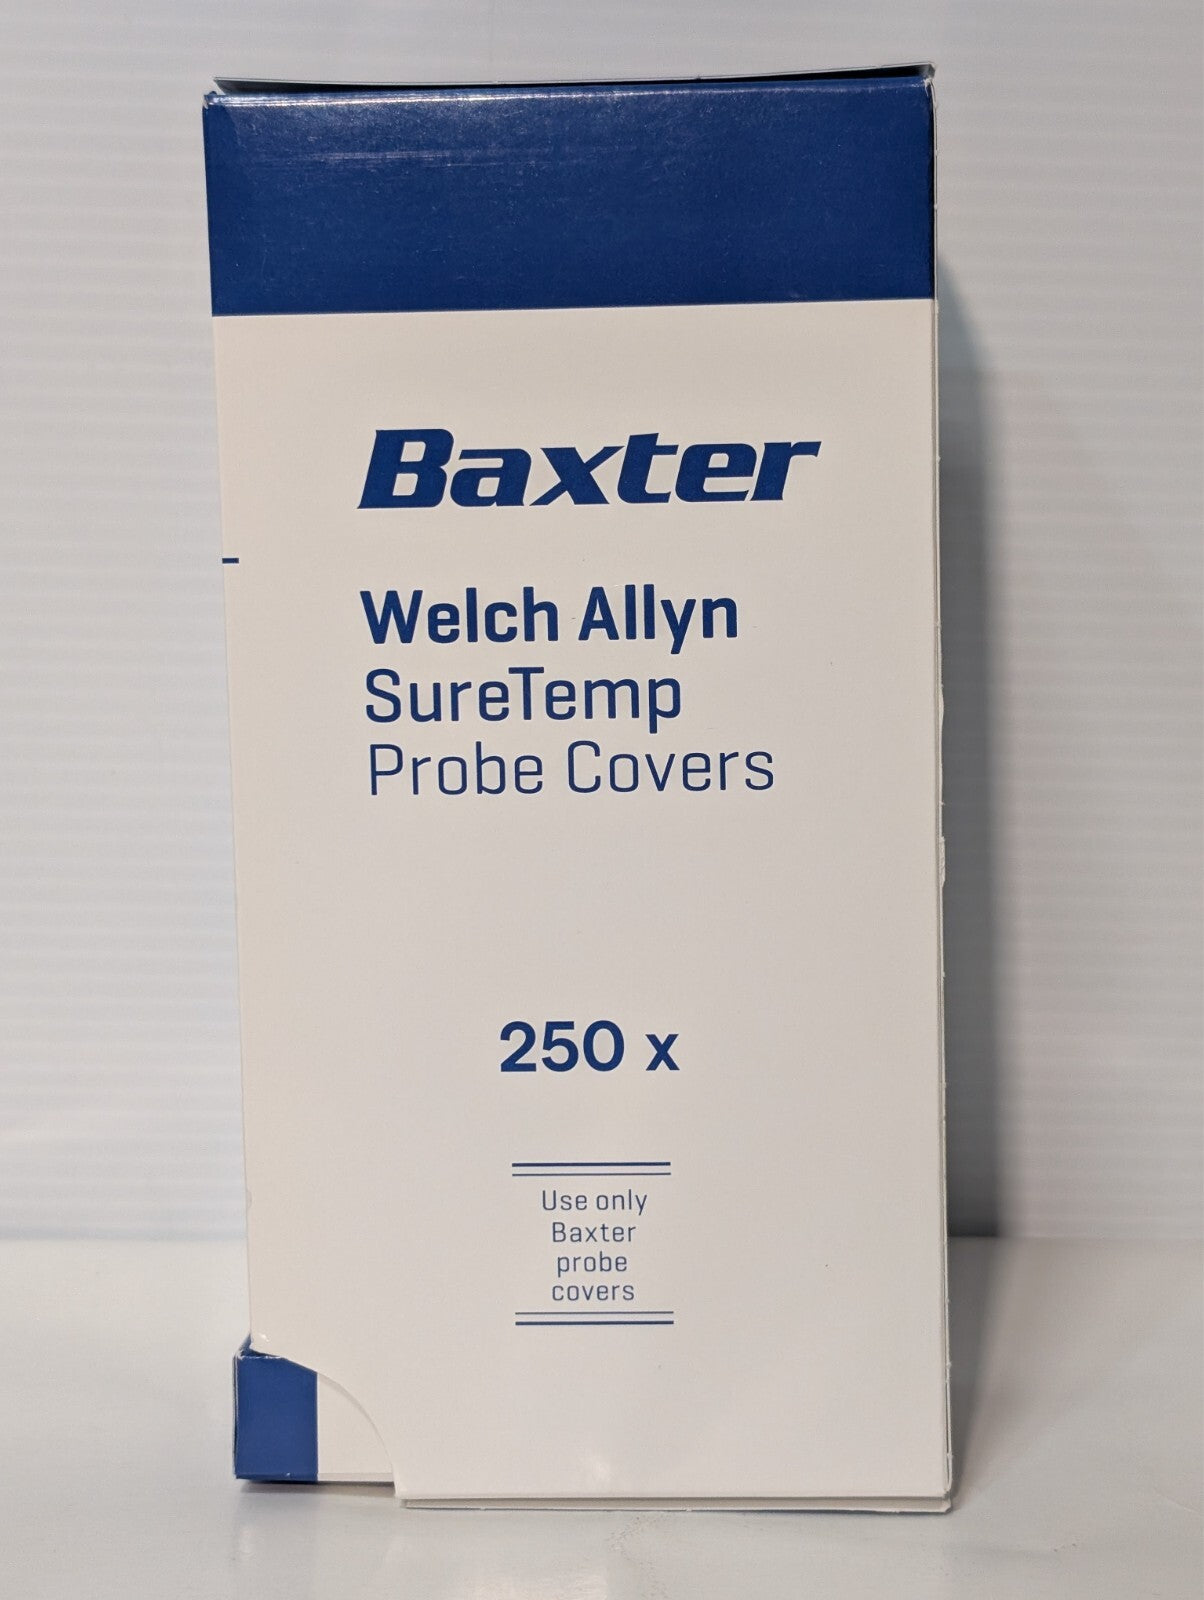 Baxter
Welch Allyn
SureTemp
Probe Covers
250 x
Use only
Baxter
probe
covers